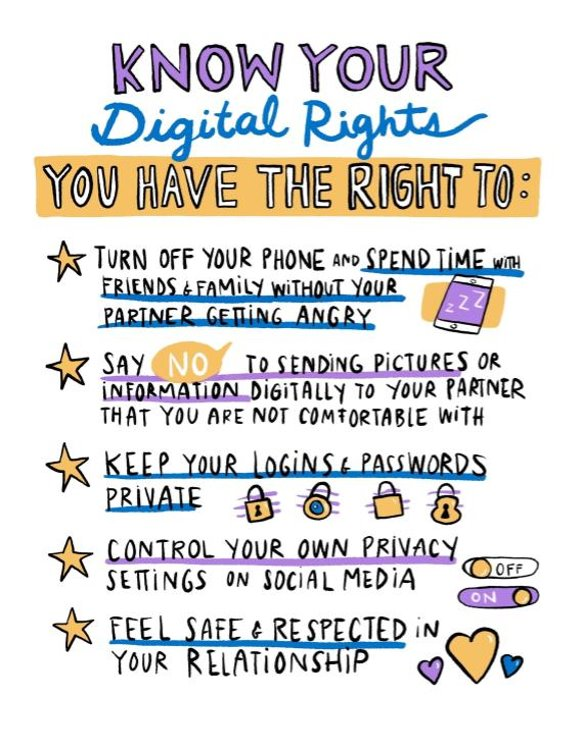 KNOW YOUR
Digital Rights
YOU HAVE THE RIGHT TO:
TURN OFF YOUR PHONE AND SPEND TIME WITH
FRIENDS & FAMILY WITHOUT YOUR
PARTNER GETTING ANGRY
ZZZ
SAY NO TO SENDING PICTURES OR
INFORMATION DIGITALLY TO YOUR PARTNER
THAT YOU ARE NOT COMFORTABLE WITH
KEEP YOUR LOGINS & PASSWORDS
PRIVATE
CONTROL YOUR OWN PRIVACY
SETTINGS ON SOCIAL MEDIA
OFF
ON
FEEL SAFE & RESPECTED IN
YOUR RELATIONSHIP